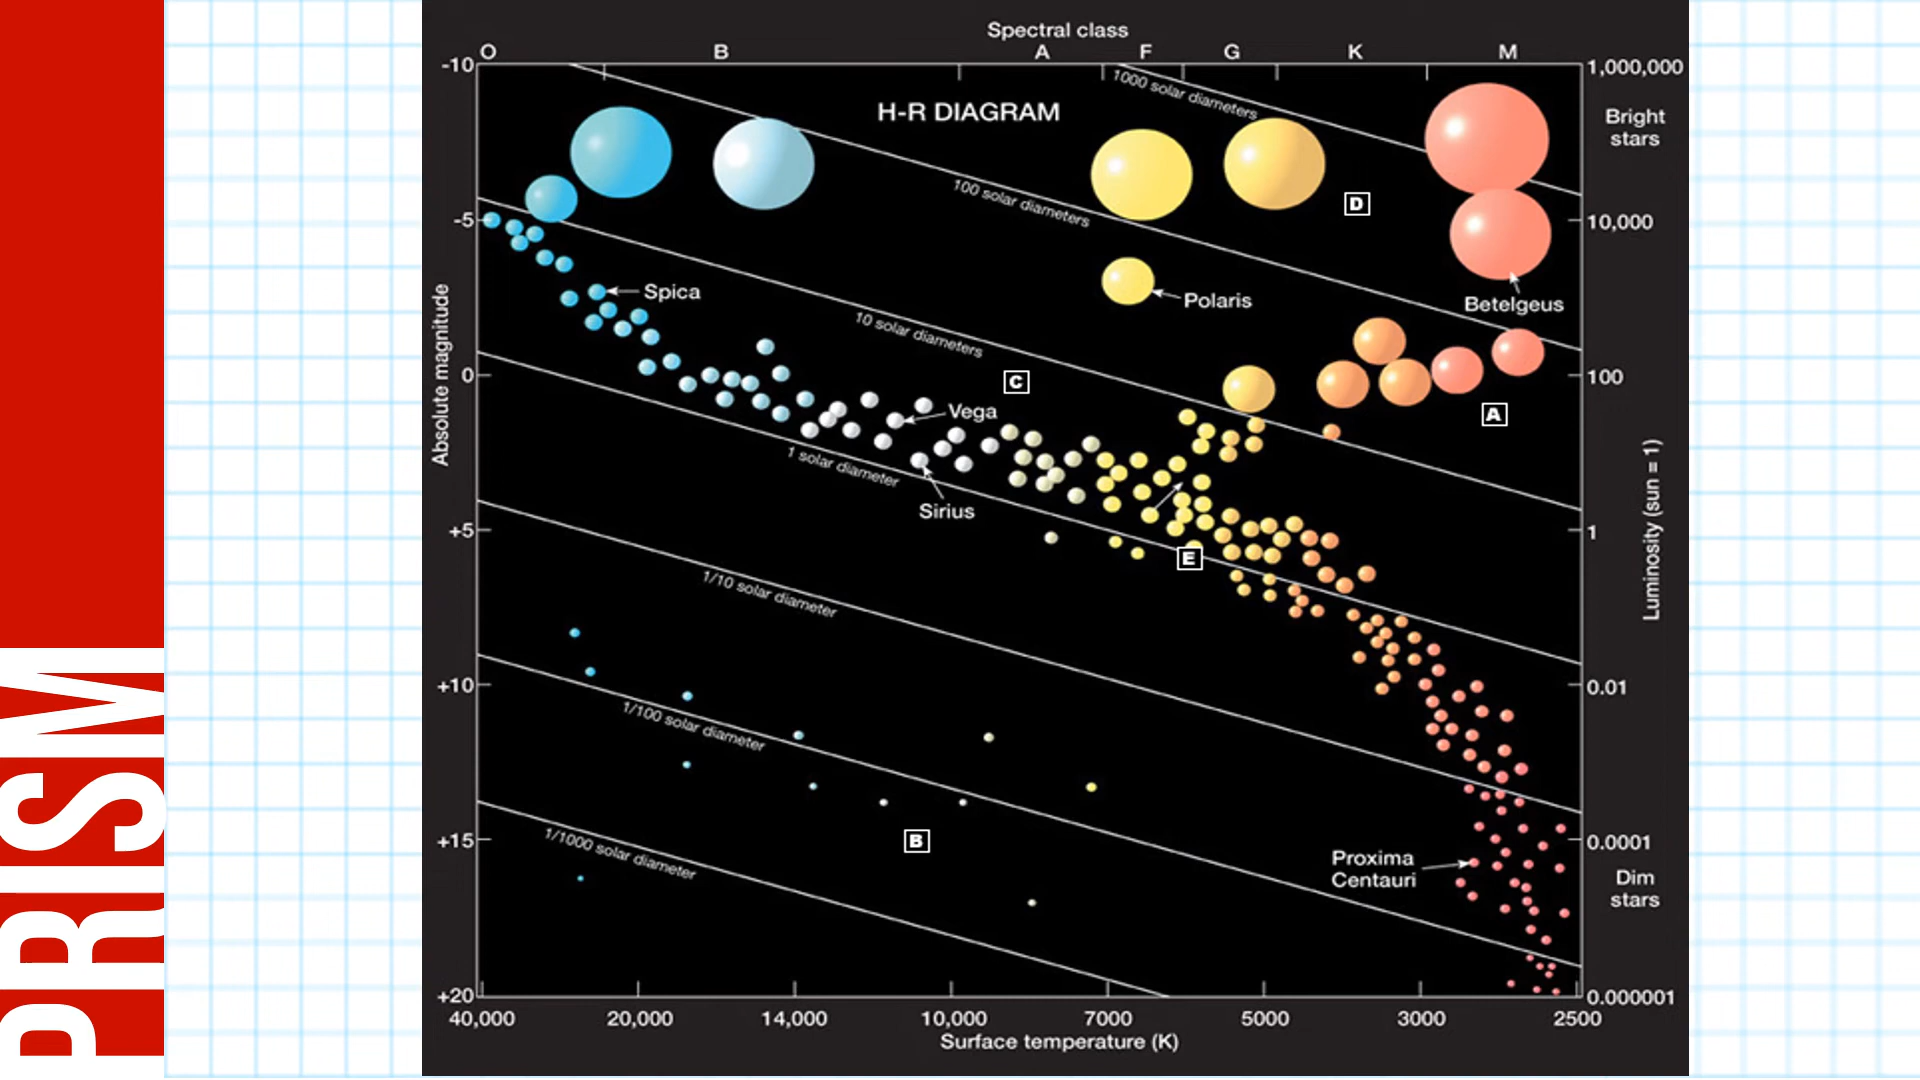 PRISM
Spectral class
O B A F G K M
-10
1,000,000
1000 solar diameters
H-R DIAGRAM
Bright
stars
100 solar diameters
D
-5
10,000
Spica
Polaris
Betelgeus
10 solar diameters
Absolute magnitude
0
C
100
A
Vega
1 solar diameter
Sirius
Luminosity (sun = 1)
+5
1
E
1/10 solar diameter
+10
0.01
1/100 solar diameter
+15
B
0.0001
1/1000 solar diameter
Proxima
Centauri
Dim
stars
+20
0.000001
40,000 20,000 14,000 10,000 7000 5000 3000 2500
Surface temperature (K)